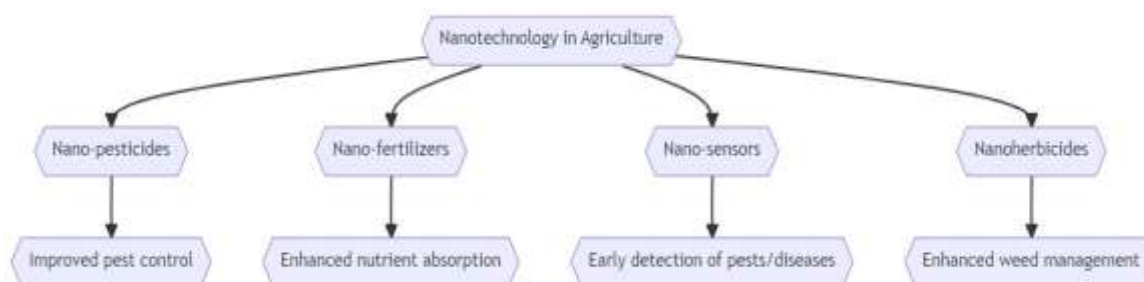 Nanotechnology in Agriculture
Nano-pesticides
Nano-fertilizers
Nano-sensors
Nanoherbicides
Improved pest control
Enhanced nutrient absorption
Early detection of pests/diseases
Enhanced weed management